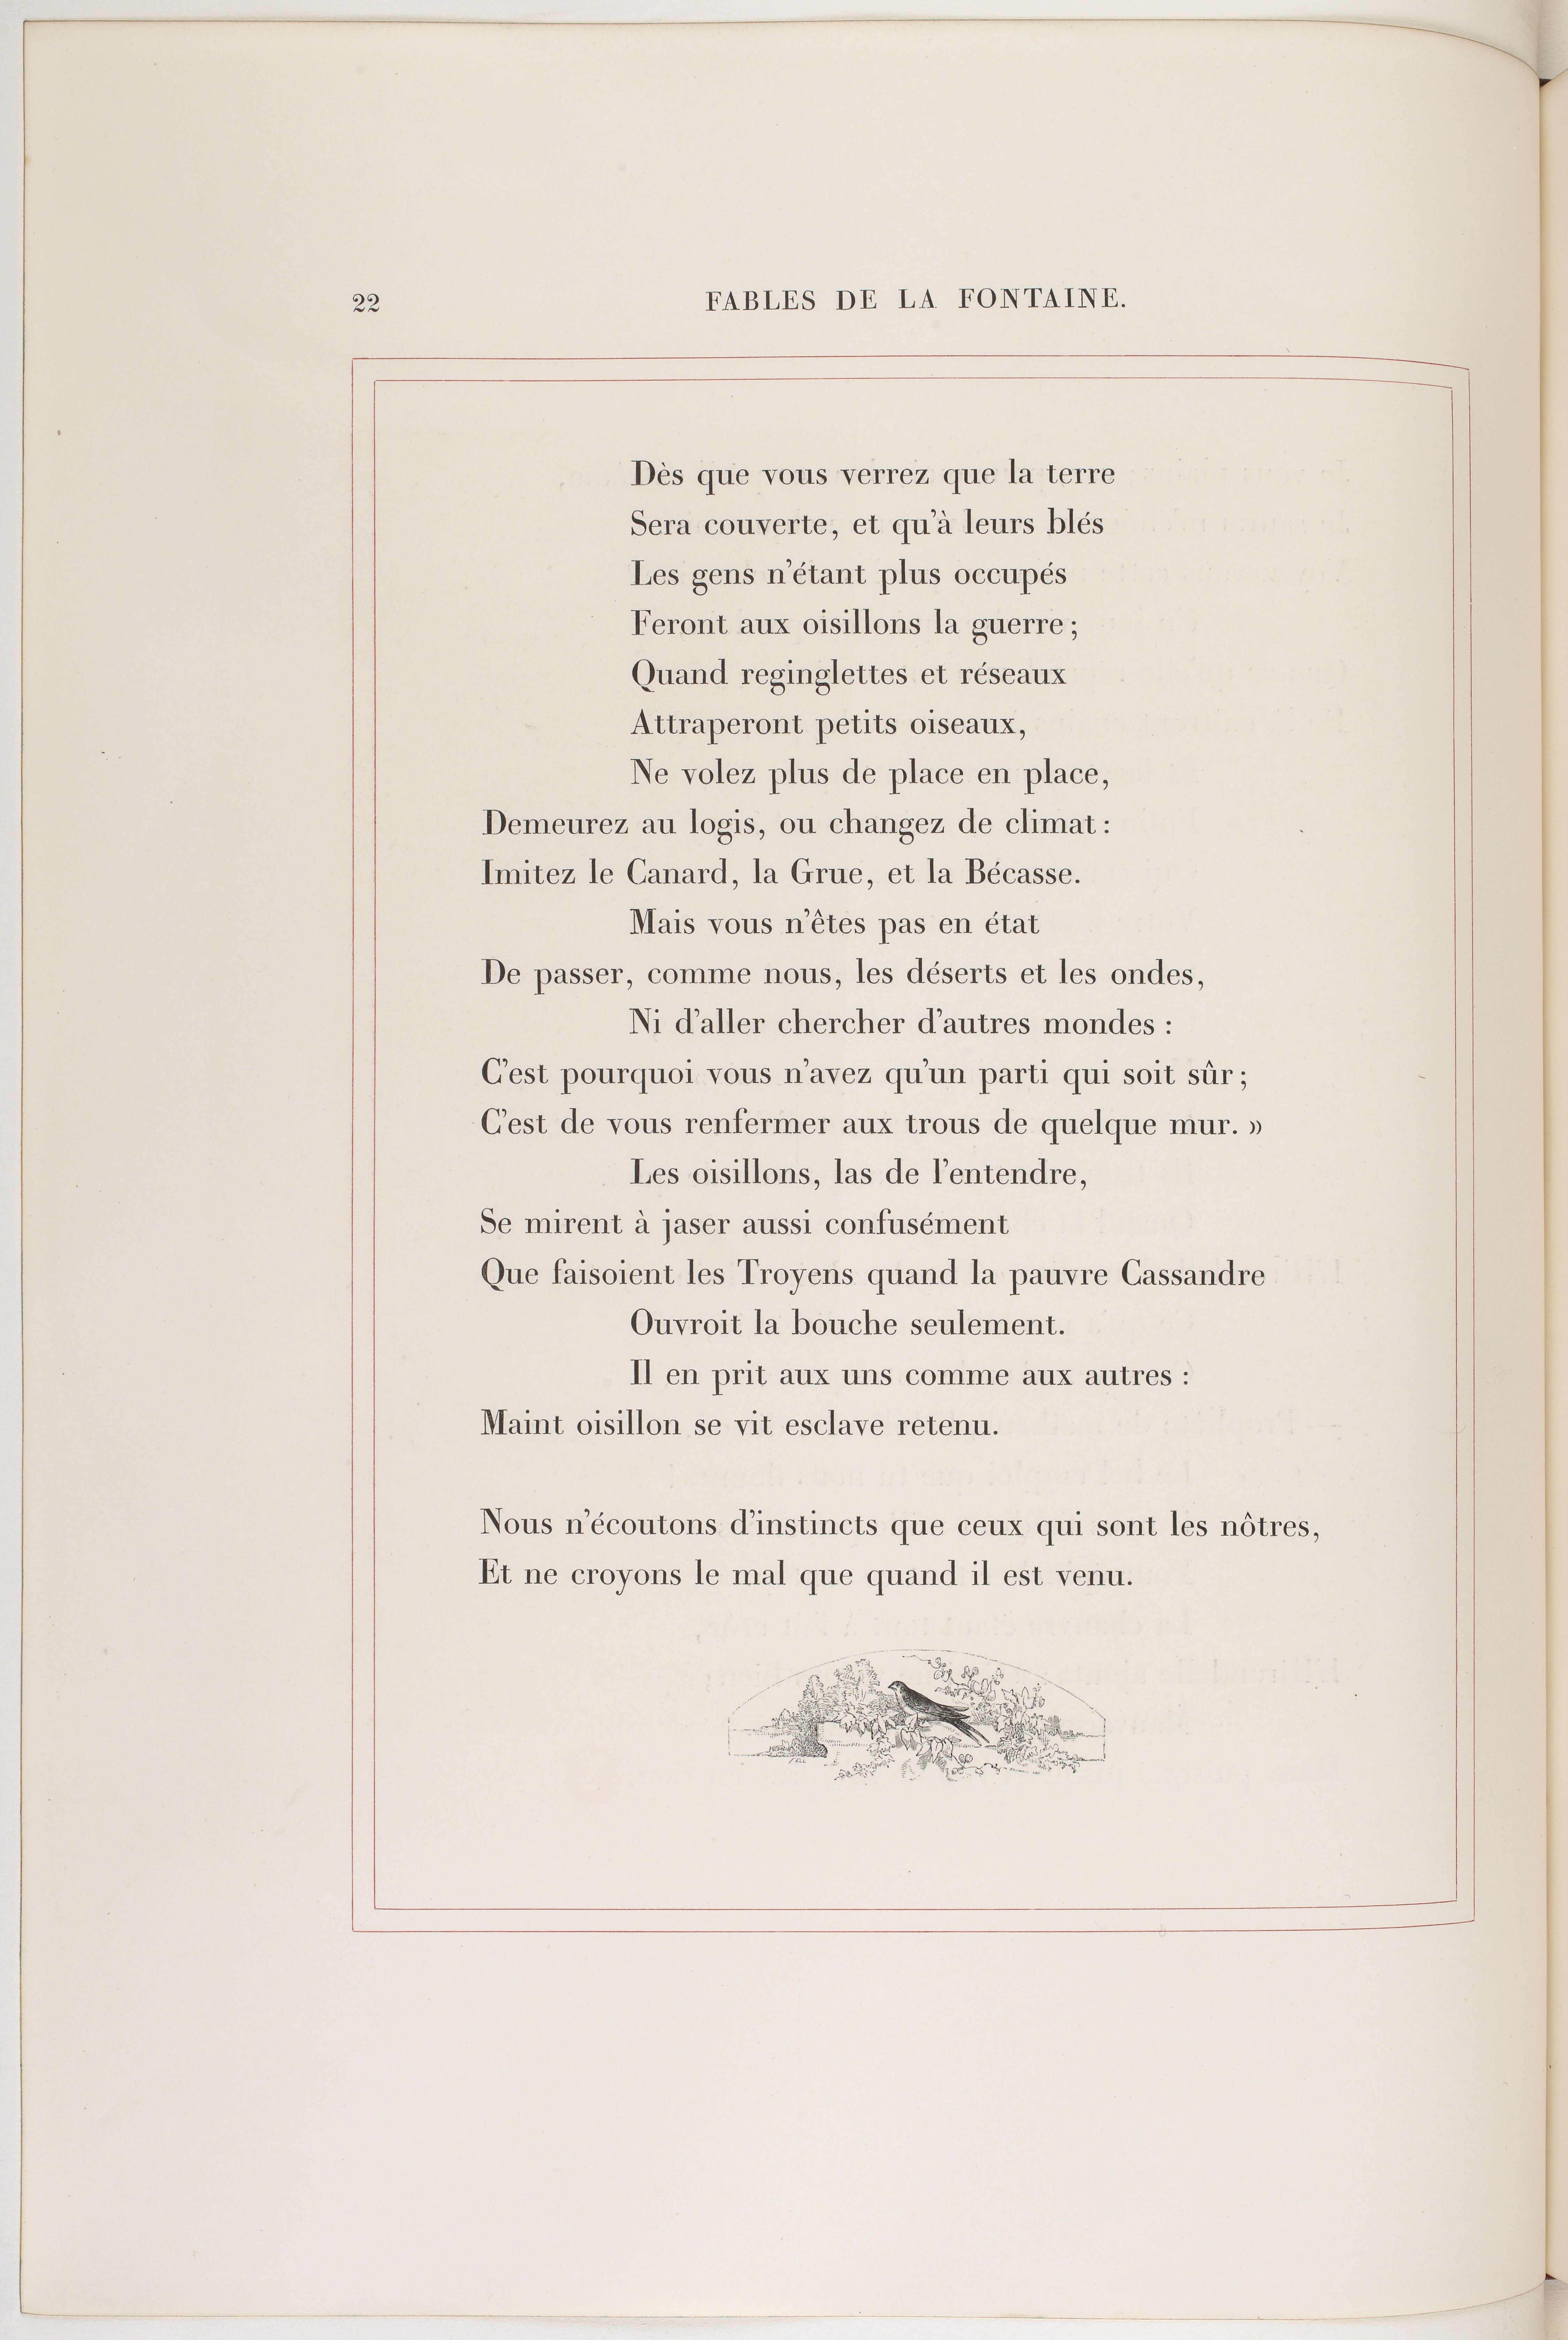 22
FABLES DE LA FONTAINE.
Dès que vous verrez que la terre
Sera couverte, et qu'à leurs blés
Les gens n'étant plus occupés
Feront aux oisillons la guerre ;
Quand reginglettes et réseaux
Attraperont petits oiseaux,
Ne volez plus de place en place,
Demeurez au logis, ou changez de climat :
Imitez le Canard, la Grue, et la Bécasse.
Mais vous n'êtes pas en état
De passer, comme nous, les déserts et les ondes,
Ni d'aller chercher d'autres mondes :
C'est pourquoi vous n'avez qu'un parti qui soit sûr ;
C'est de vous renfermer aux trous de quelque mur. »
Les oisillons, las de l'entendre,
Se mirent à jaser aussi confusément
Que faisoient les Troyens quand la pauvre Cassandre
Ouvroit la bouche seulement.
Il en prit aux uns comme aux autres :
Maint oisillon se vit esclave retenu.
Nous n'écoutons d'instincts que ceux qui sont les nôtres,
Et ne croyons le mal que quand il est venu.